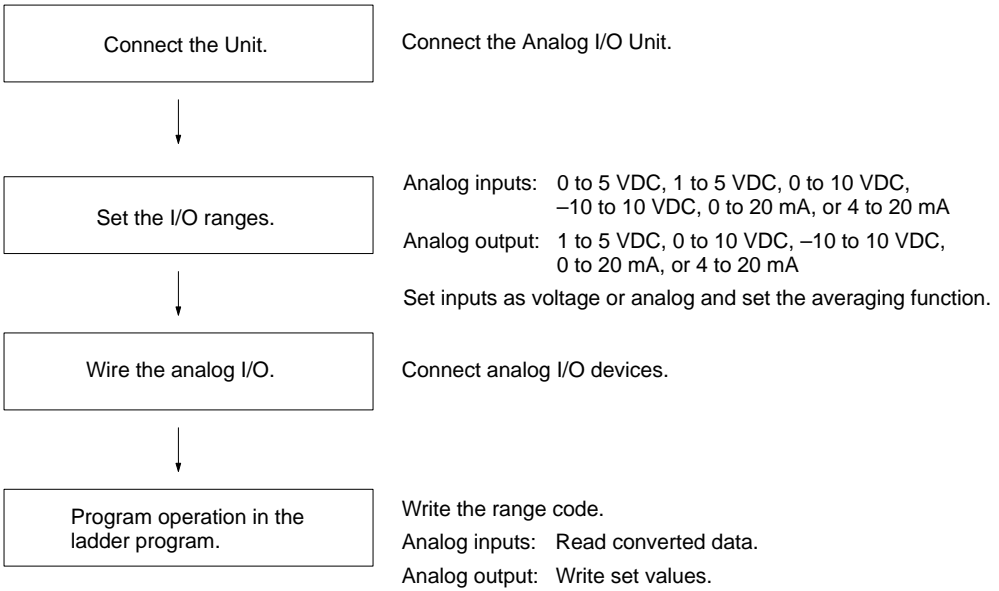 Connect the Unit.
Connect the Analog I/O Unit.
Set the I/O ranges.
Analog inputs: 0 to 5 VDC, 1 to 5 VDC, 0 to 10 VDC,
–10 to 10 VDC, 0 to 20 mA, or 4 to 20 mA
Analog output: 1 to 5 VDC, 0 to 10 VDC, –10 to 10 VDC,
0 to 20 mA, or 4 to 20 mA
Set inputs as voltage or analog and set the averaging function.
Wire the analog I/O.
Connect analog I/O devices.
Program operation in the
ladder program.
Write the range code.
Analog inputs: Read converted data.
Analog output: Write set values.